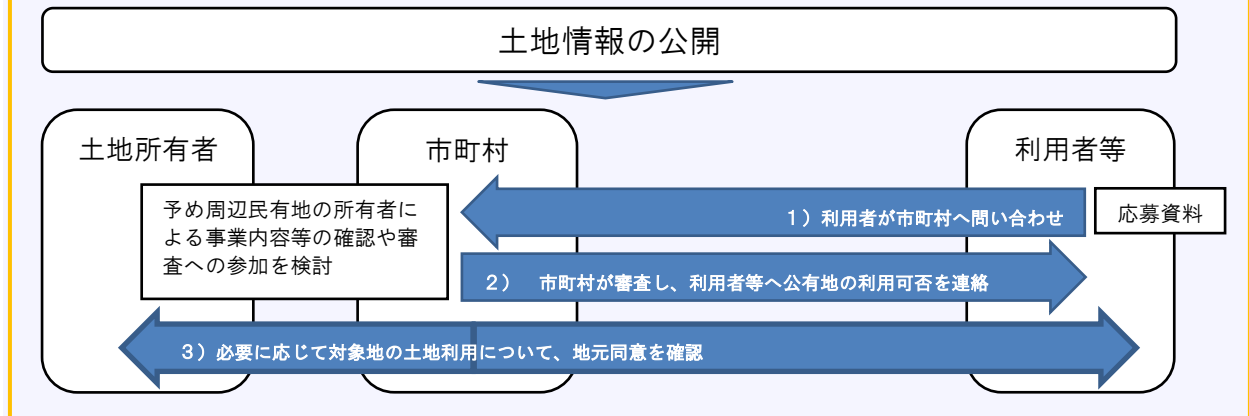 土地情報の公開
土地所有者
市町村
利用者等
予め周辺民有地の所有者に
よる事業内容等の確認や審
査への参加を検討
1）利用者が市町村へ問い合わせ
応募資料
2）　市町村が審査し、利用者等へ公有地の利用可否を連絡
3）必要に応じて対象地の土地利用について、地元同意を確認